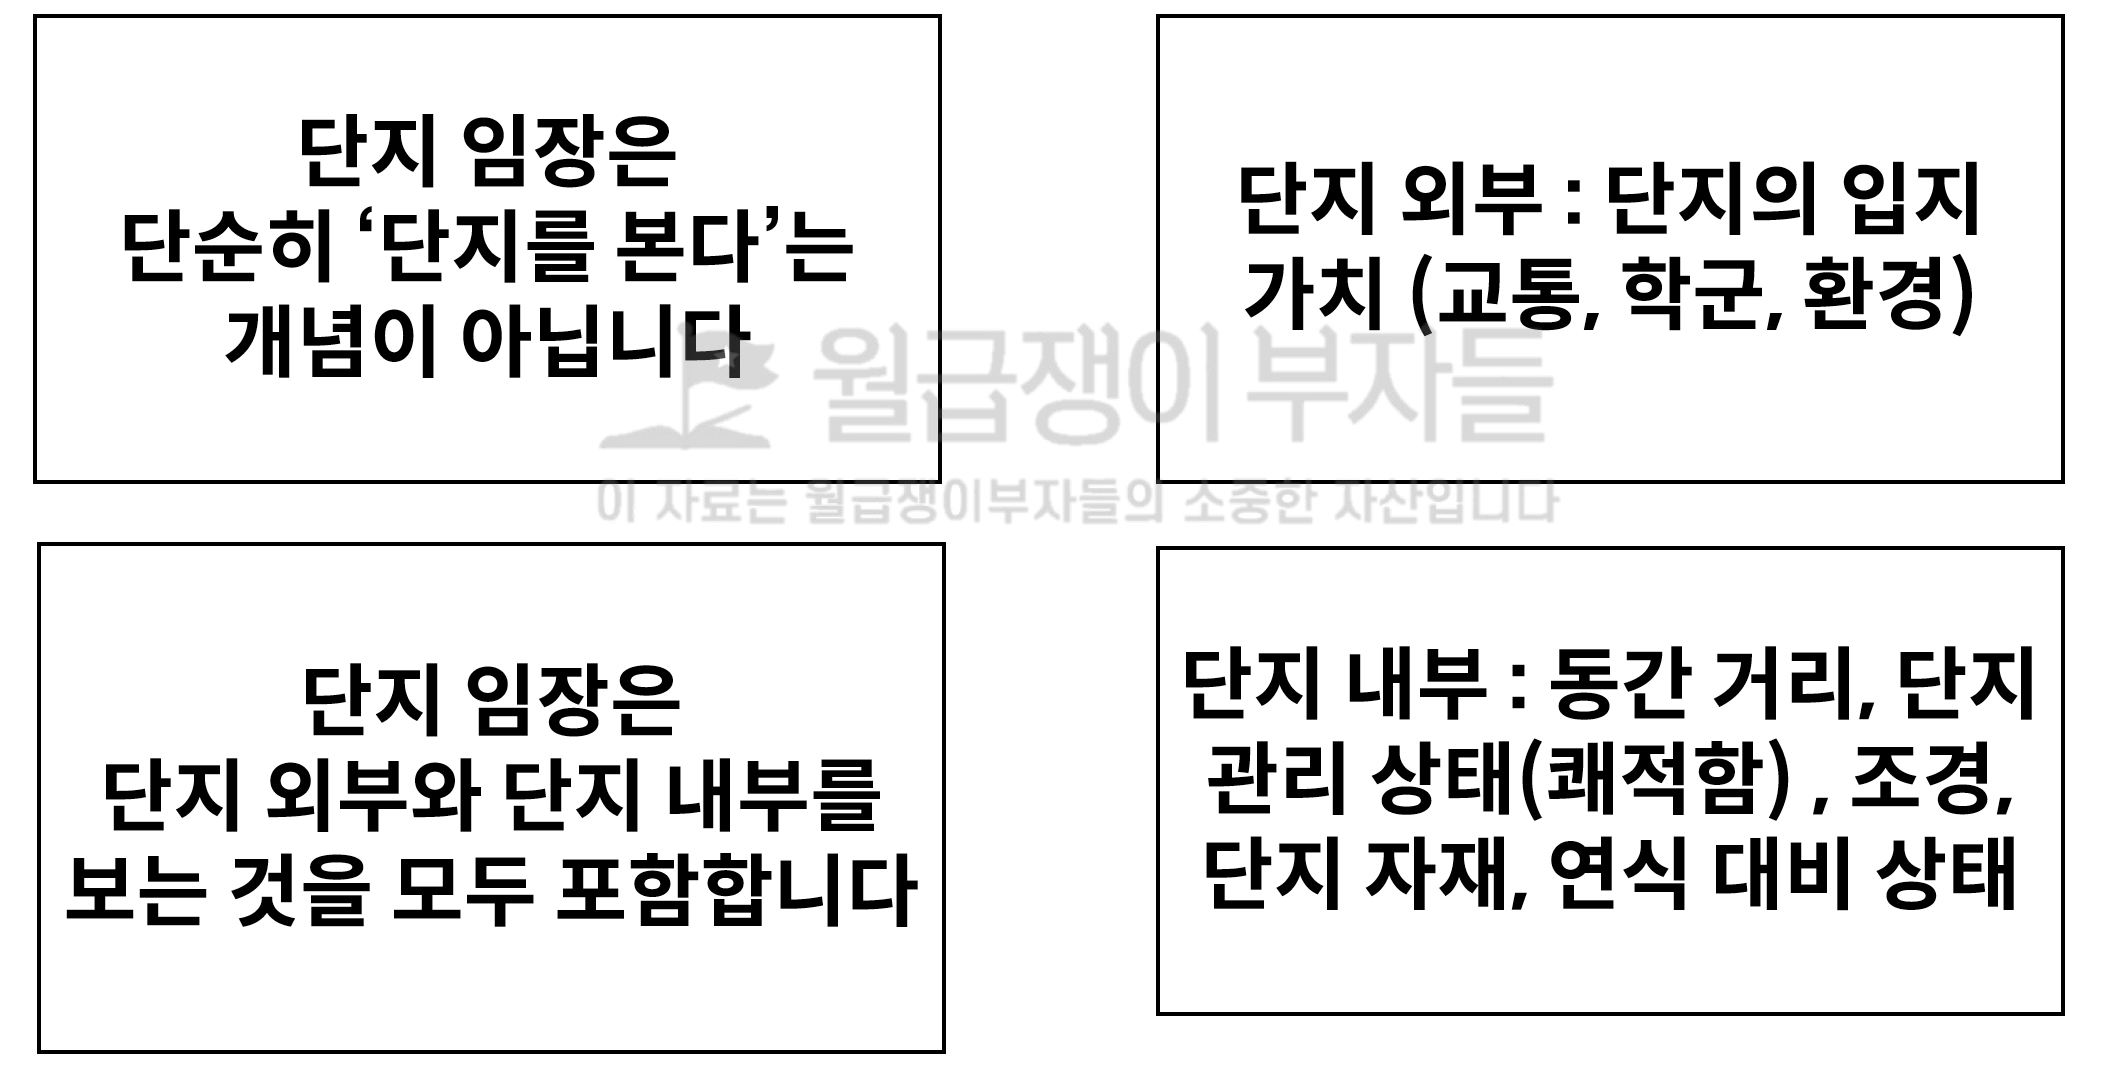 단지 임장은
단순히 ‘단지를 본다’는
개념이 아닙니다
단지 외부 : 단지의 입지
가치 (교통, 학군, 환경)
월급쟁이 부자들
이 자료는 월급쟁이부자들의 소중한 자산입니다
단지 임장은
단지 외부와 단지 내부를
보는 것을 모두 포함합니다
단지 내부 : 동간 거리, 단지
관리 상태(쾌적함) , 조경,
단지 자재, 연식 대비 상태